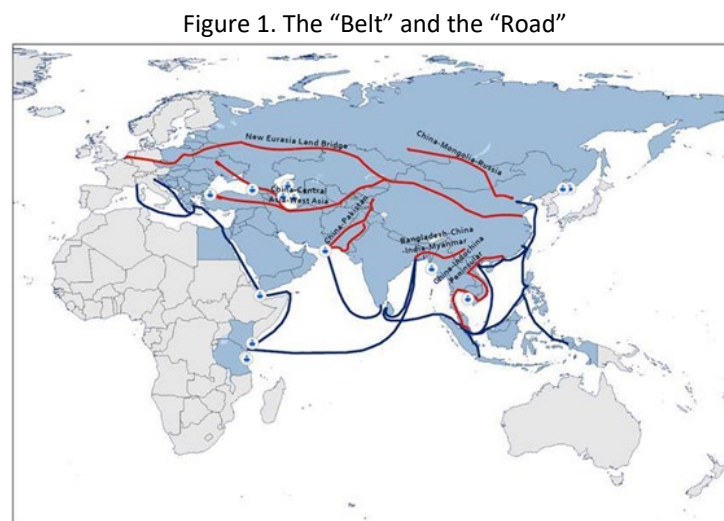 Figure 1. The “Belt” and the “Road”
New Eurasia Land Bridge
China-Mongolia-Russia
China-Central
Asia-West Asia
China-Pakistan
Bangladesh-China
-India-Myanmar
China-Indochina
Peninsular